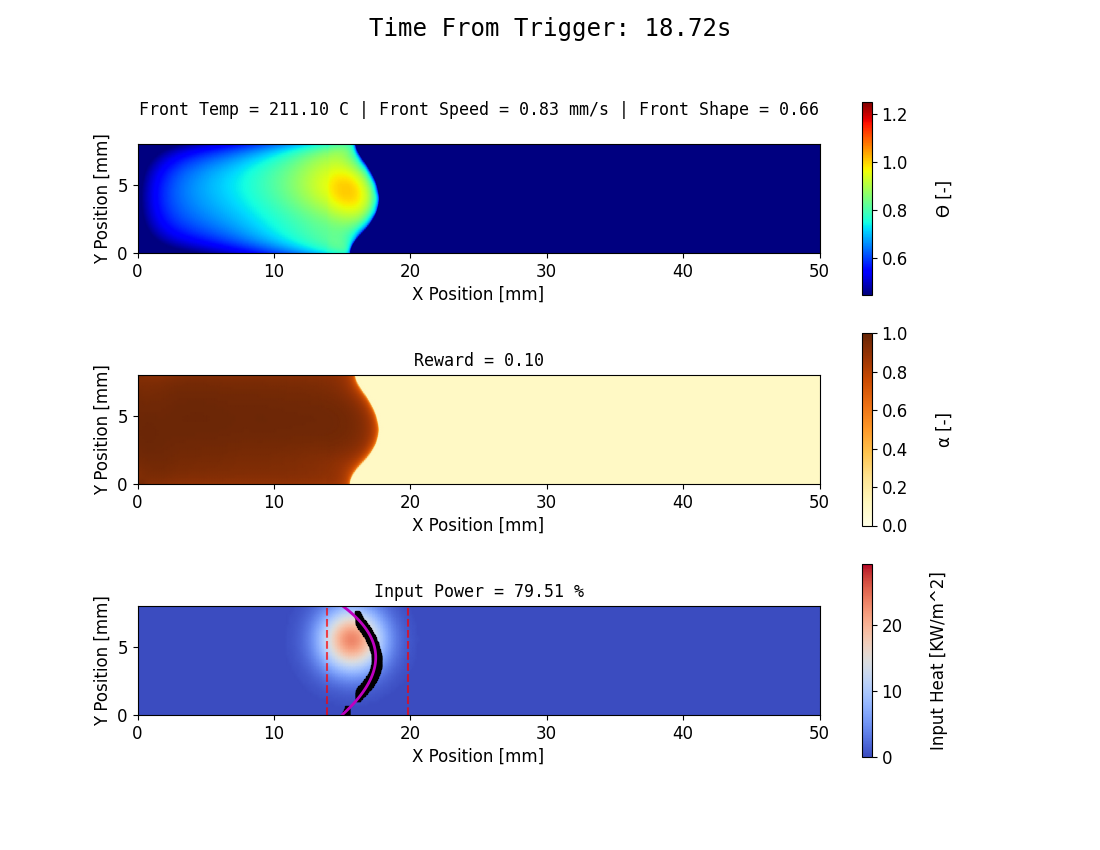 Time From Trigger: 18.72s
Front Temp = 211.10 C | Front Speed = 0.83 mm/s | Front Shape = 0.66
Y Position [mm]
5
0
0 10 20 30 40 50
X Position [mm]
1.2
1.0
0.8
0.6
Θ [-]
Reward = 0.10
Y Position [mm]
5
0
0 10 20 30 40 50
X Position [mm]
1.0
0.8
0.6
0.4
0.2
0.0
α [-]
Input Power = 79.51 %
Y Position [mm]
5
0
0 10 20 30 40 50
X Position [mm]
20
10
0
Input Heat [KW/m^2]